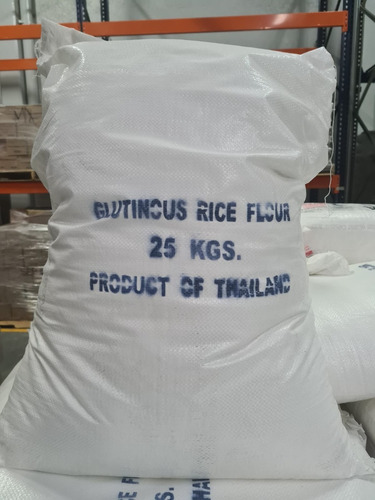 GLUTINOUS RICE FLOUR
25 KGS.
PRODUCT OF THAILAND